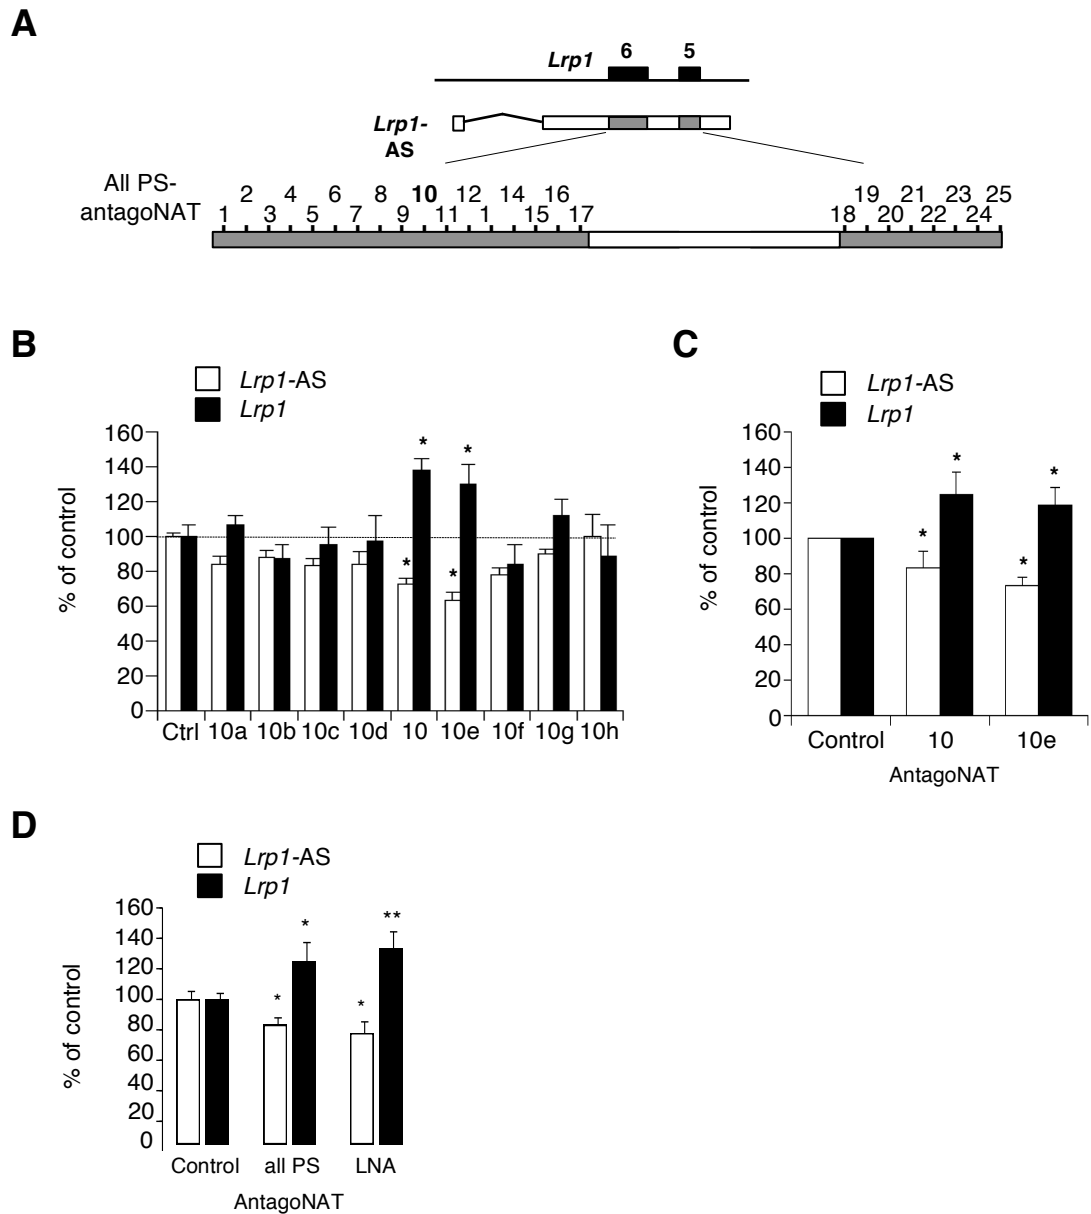 A
Lrp1 6 5
Lrp1-
AS
All PS-
antagoNAT
2 4 6 8 10 12 14 16 19 21 23 25
1 3 5 7 9 11 1 15 17 18 20 22 24
B
Lrp1-AS
Lrp1
% of control
160
140
120
100
80
60
40
20
0
Ctrl 10a 10b 10c 10d 10 10e 10f 10g 10h
* * * *
C
Lrp1-AS
Lrp1
% of control
160
140
120
100
80
60
40
20
0
* * * *
Control 10 10e
AntagoNAT
D
Lrp1-AS
Lrp1
% of control
160
140
120
100
80
60
40
20
0
* * * **
Control all PS LNA
AntagoNAT